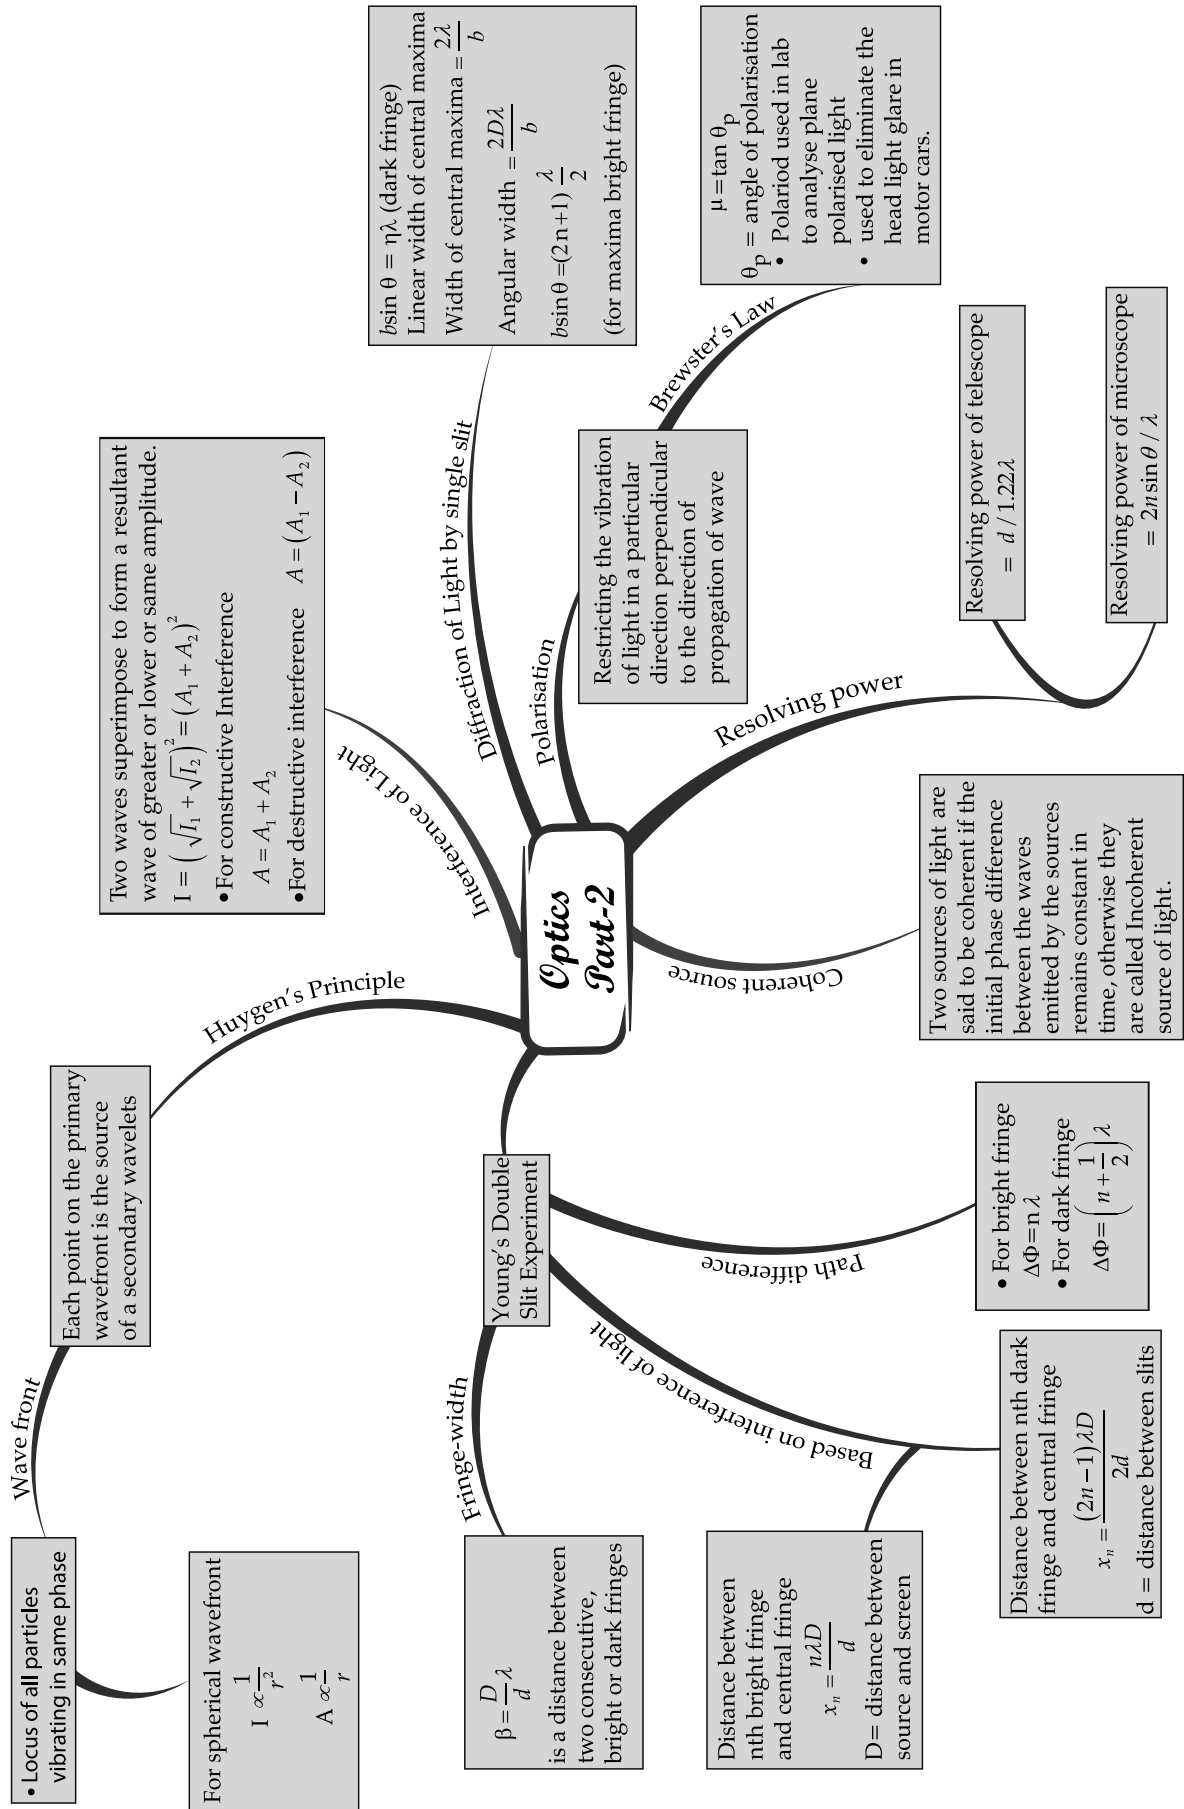 Optics
Part-2
Huygen's Principle
Each point on the primary
wavefront is the source
of a secondary wavelets
Wave front
• Locus of all particles
vibrating in same phase
For spherical wavefront
I ∝ 1/r²
A ∝ 1/r
Interference of Light
Two waves superimpose to form a resultant
wave of greater or lower or same amplitude.
I = (√I₁ + √I₂)² = (A₁ + A₂)²
•For constructive Interference
A = A₁ + A₂
•For destructive interference A = (A₁ − A₂)
Diffraction of Light by single slit
bsin θ = ηλ (dark fringe)
Linear width of central maxima
Width of central maxima = 2λ/b
Angular width = 2Dλ/b
bsinθ =(2n+1) λ/2
(for maxima bright fringe)
Polarisation
Restricting the vibration
of light in a particular
direction perpendicular
to the direction of
propagation of wave
Brewster's Law
μ=tan θp
θp = angle of polarisation
• Polariod used in lab
to analyse plane
polarised light
• used to eliminate the
head light glare in
motor cars.
Resolving power
Resolving power of telescope
= d / 1.22λ
Resolving power of microscope
= 2n sin θ / λ
Coherent source
Two sources of light are
said to be coherent if the
initial phase difference
between the waves
emitted by the sources
remains constant in
time, otherwise they
are called Incoherent
source of light.
Young's Double
Slit Experiment
Path difference
• For bright fringe
ΔΦ=nλ
• For dark fringe
ΔΦ=(n+1/2)λ
Based on interference of light
Distance between nth dark
fringe and central fringe
xₙ = (2n−1)λD/2d
d = distance between slits
Distance between
nth bright fringe
and central fringe
xₙ = nλD/d
D= distance between
source and screen
Fringe-width
β = D/d λ
is a distance between
two consecutive,
bright or dark fringes